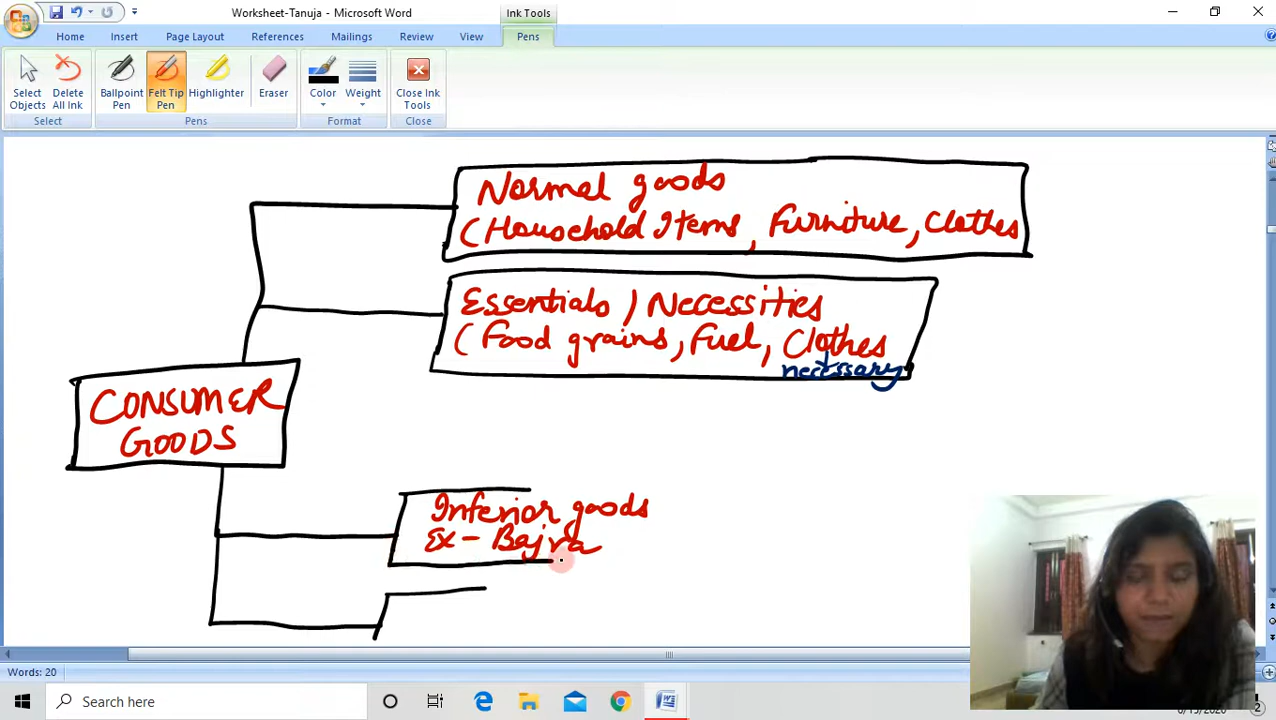 Worksheet-Tanuja - Microsoft Word
Ink Tools
Home Insert Page Layout References Mailings Review View Pens
Select Objects
Delete All Ink
Ballpoint Pen
Felt Tip Pen
Highlighter
Eraser
Color
Weight
Close Ink Tools
Select Pens Format Close
Normal goods
(Household Items, Furniture, Clothes
Essentials / Necessities
(Food grains, Fuel, Clothes
necessary
CONSUMER
GOODS
Inferior goods
Ex - Bajra
Words: 20
Search here